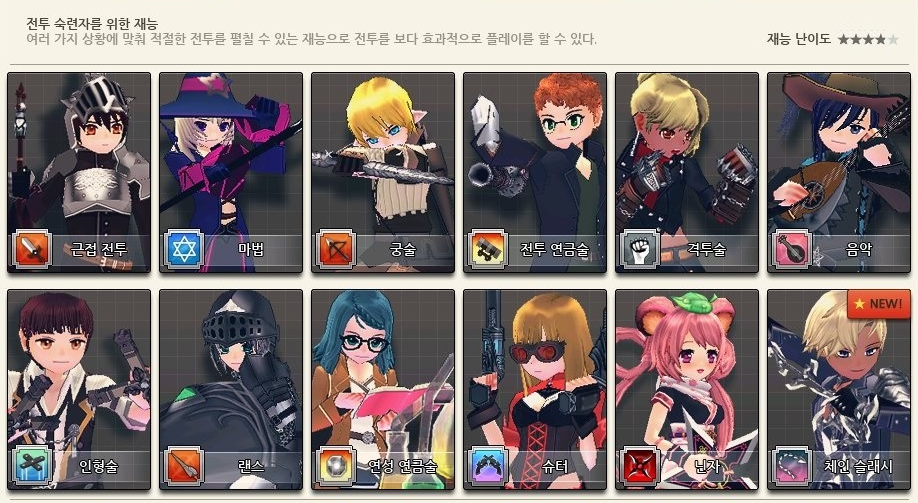 전투 숙련자를 위한 재능
여러 가지 상황에 맞춰 적절한 전투를 펼칠 수 있는 재능으로 전투를 보다 효과적으로 플레이를 할 수 있다.
재능 난이도 ★★★★★
근접 전투
마법
궁술
전투 연금술
격투술
음악
★ NEW!
인형술
랜스
연성 연금술
슈터
닌자
체인 슬래시